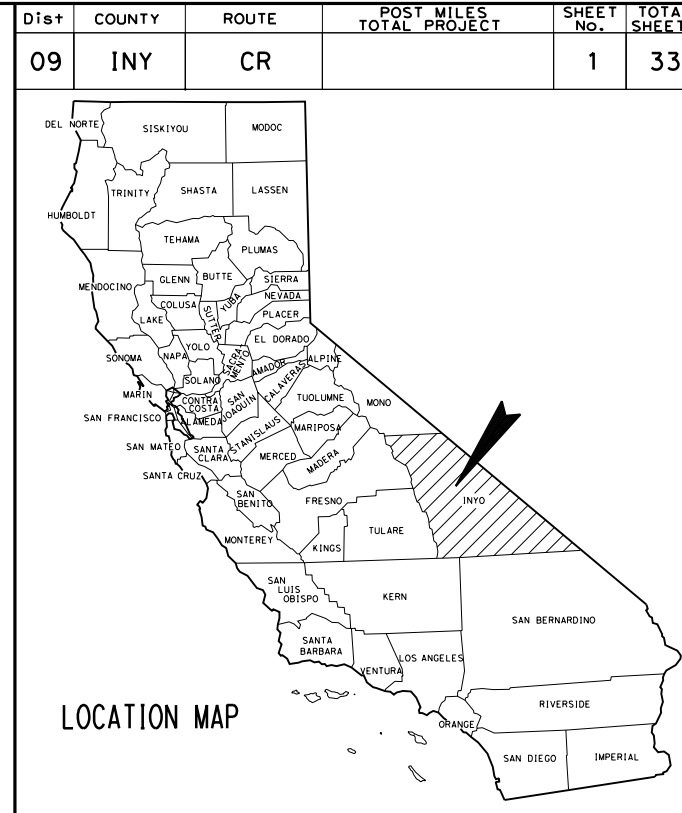 Dist COUNTY ROUTE POST MILES TOTAL PROJECT SHEET No. TOTAL SHEET
09 INY CR 1 33
DEL NORTE
SISKIYOU
MODOC
TRINITY
SHASTA
LASSEN
HUMBOLDT
TEHAMA
PLUMAS
MENDOCINO
GLENN
BUTTE
SIERRA
COLUSA
YUBA
NEVADA
LAKE
SUTTER
PLACER
YOLO
EL DORADO
SONOMA
NAPA
SACRA
MENTO
AMADOR
ALPINE
SOLANO
CALAVERAS
MARIN
CONTRA
COSTA
SAN
JOAQUIN
TUOLUMNE
MONO
SAN FRANCISCO
ALAMEDA
STANISLAUS
MARIPOSA
SAN MATEO
SANTA
CLARA
MERCED
MADERA
SANTA CRUZ
SAN
BENITO
FRESNO
INYO
MONTEREY
KINGS
TULARE
SAN
LUIS
OBISPO
KERN
SAN BERNARDINO
SANTA
BARBARA
VENTURA
LOS ANGELES
LOCATION MAP
ORANGE
RIVERSIDE
SAN DIEGO
IMPERIAL